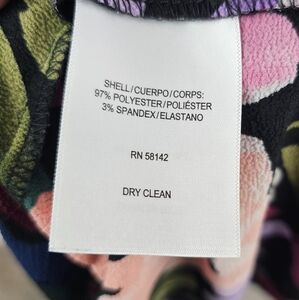 SHELL/CUERPO/CORPS:
97% POLYESTER/POLIÉSTER
3% SPANDEX/ELASTANO
RN 58142
DRY CLEAN